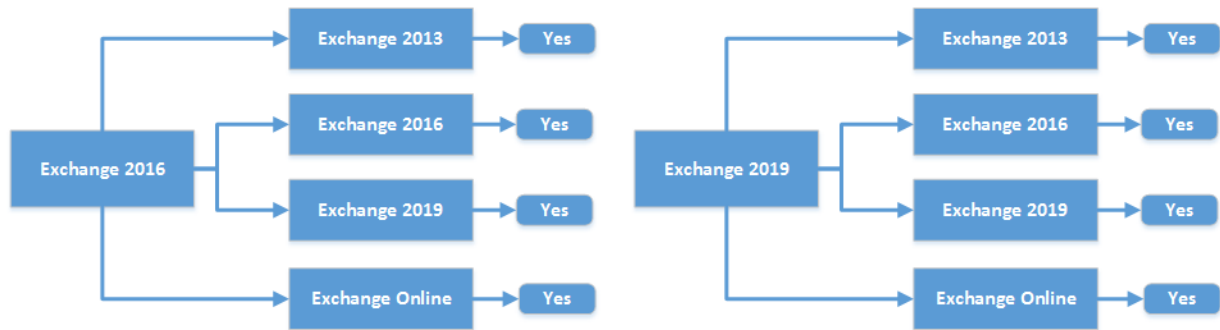 Exchange 2016
Exchange 2013
Yes
Exchange 2016
Yes
Exchange 2019
Yes
Exchange Online
Yes
Exchange 2019
Exchange 2013
Yes
Exchange 2016
Yes
Exchange 2019
Yes
Exchange Online
Yes